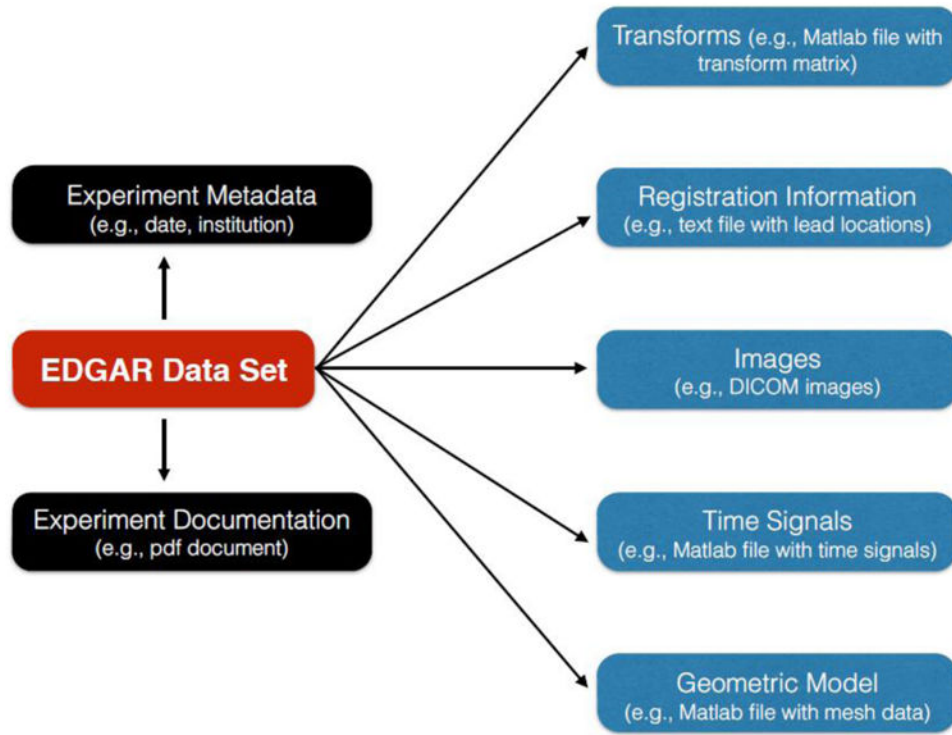 Transforms (e.g., Matlab file with
transform matrix)
Experiment Metadata
(e.g., date, institution)
Registration Information
(e.g., text file with lead locations)
EDGAR Data Set
Images
(e.g., DICOM images)
Experiment Documentation
(e.g., pdf document)
Time Signals
(e.g., Matlab file with time signals)
Geometric Model
(e.g., Matlab file with mesh data)